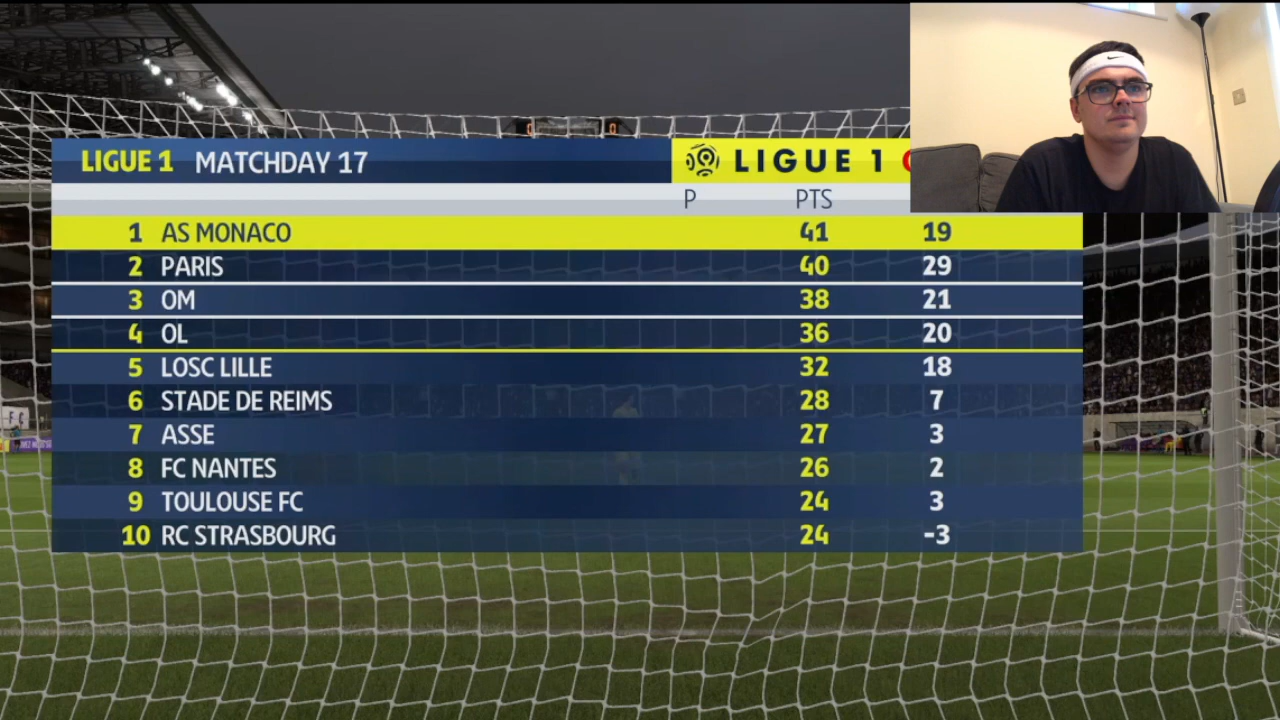 LIGUE 1 MATCHDAY 17 LIGUE 1
P PTS
1 AS MONACO 41 19
2 PARIS 40 29
3 OM 38 21
4 OL 36 20
5 LOSC LILLE 32 18
6 STADE DE REIMS 28 7
7 ASSE 27 3
8 FC NANTES 26 2
9 TOULOUSE FC 24 3
10 RC STRASBOURG 24 -3
FC